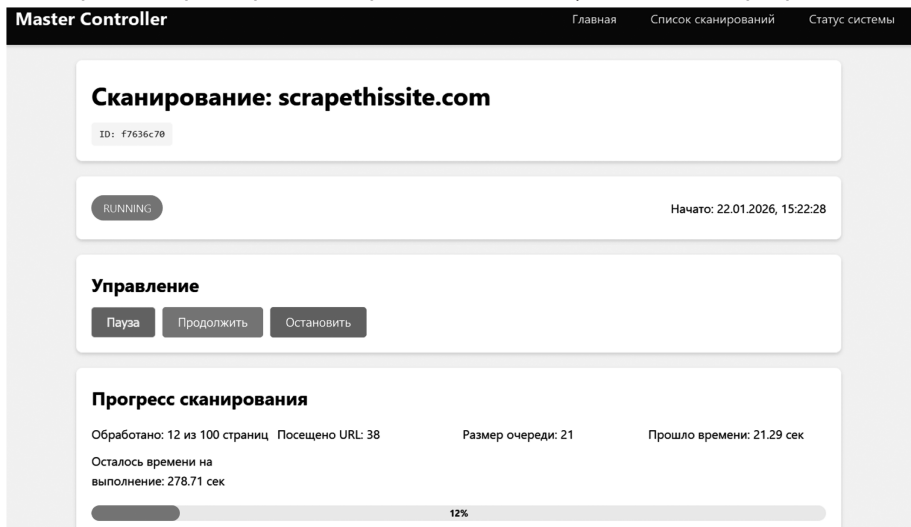 Master Controller
Главная Список сканирований Статус системы
Сканирование: scrapethissite.com
ID: f7636c70
RUNNING
Начато: 22.01.2026, 15:22:28
Управление
Пауза Продолжить Остановить
Прогресс сканирования
Обработано: 12 из 100 страниц Посещено URL: 38 Размер очереди: 21 Прошло времени: 21.29 сек
Осталось времени на
выполнение: 278.71 сек
12%